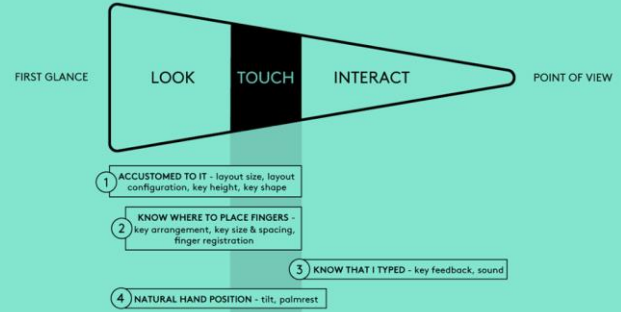 FIRST GLANCE
LOOK
TOUCH
INTERACT
POINT OF VIEW
1
ACCUSTOMED TO IT - layout size, layout
configuration, key height, key shape
2
KNOW WHERE TO PLACE FINGERS -
key arrangement, key size & spacing,
finger registration
3
KNOW THAT I TYPED - key feedback, sound
4
NATURAL HAND POSITION - tilt, palmrest